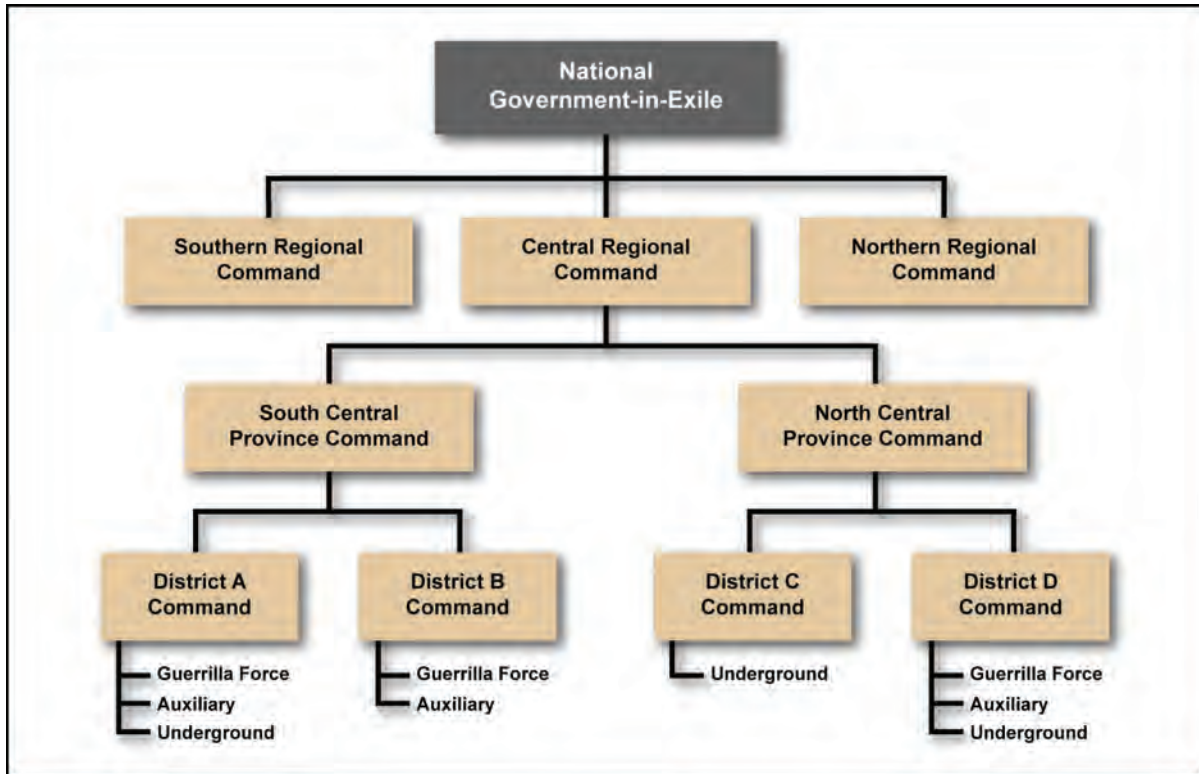 National
Government-in-Exile
Southern Regional
Command
Central Regional
Command
Northern Regional
Command
South Central
Province Command
North Central
Province Command
District A
Command
District B
Command
District C
Command
District D
Command
Guerrilla Force
Auxiliary
Underground
Guerrilla Force
Auxiliary
Underground
Guerrilla Force
Auxiliary
Underground